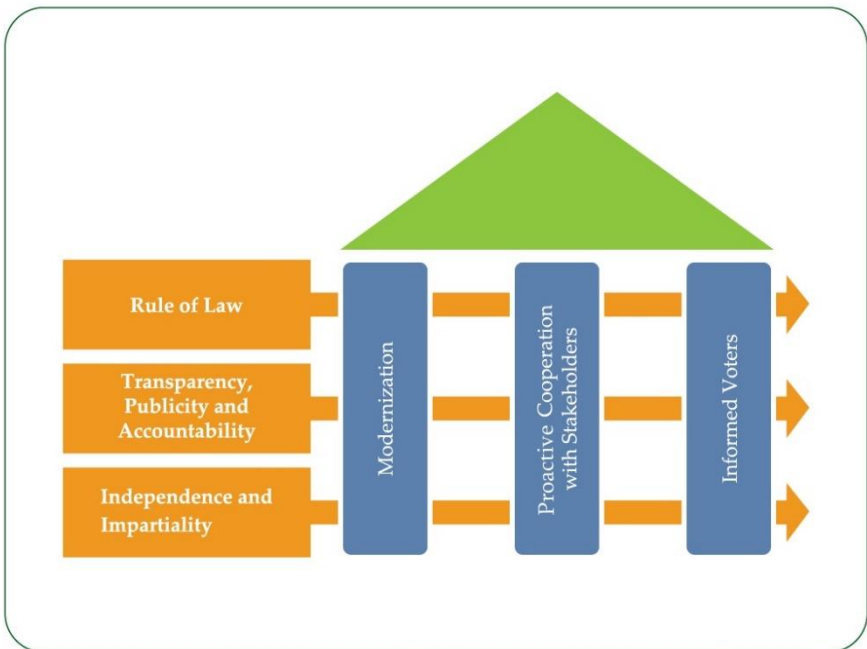 Rule of Law
Transparency,
Publicity and
Accountability
Independence and
Impartiality
Modernization
Proactive Cooperation
with Stakeholders
Informed Voters